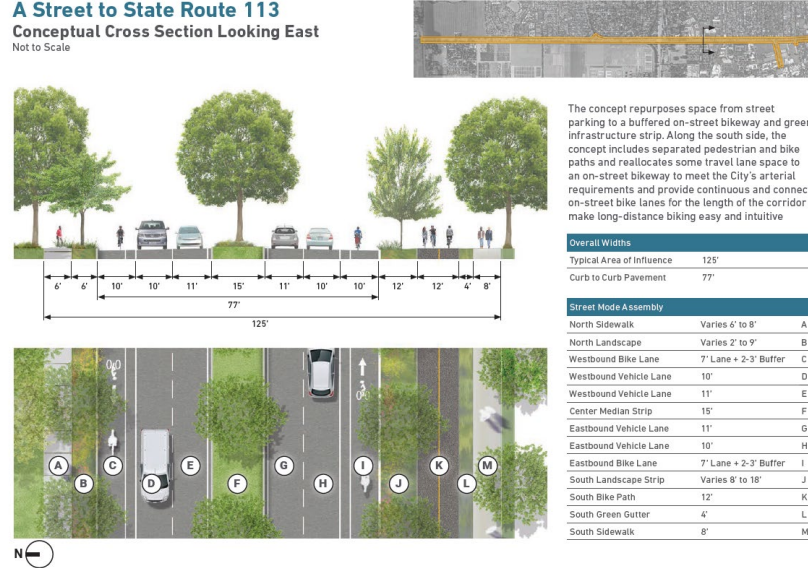 A Street to State Route 113
Conceptual Cross Section Looking East
Not to Scale
The concept repurposes space from street
parking to a buffered on-street bikeway and green
infrastructure strip. Along the south side, the
concept includes separated pedestrian and bike
paths and reallocates some travel lane space to
an on-street bikeway to meet the City's arterial
requirements and provide continuous and connec
on-street bike lanes for the length of the corridor
make long-distance biking easy and intuitive
6' 6' 10' 10' 11' 15' 11' 10' 10' 12' 12' 4' 8'
77'
125'
Overall Widths
Typical Area of Influence 125'
Curb to Curb Pavement 77'
Street Mode Assembly
North Sidewalk Varies 6' to 8' A
North Landscape Varies 2' to 9' B
Westbound Bike Lane 7' Lane + 2-3' Buffer C
Westbound Vehicle Lane 10' D
Westbound Vehicle Lane 11' E
Center Median Strip 15' F
Eastbound Vehicle Lane 11' G
Eastbound Vehicle Lane 10' H
Eastbound Bike Lane 7' Lane + 2-3' Buffer I
South Landscape Strip Varies 8' to 18' J
South Bike Path 12' K
South Green Gutter 4' L
South Sidewalk 8' M
A B C D E F G H I J K L M
N